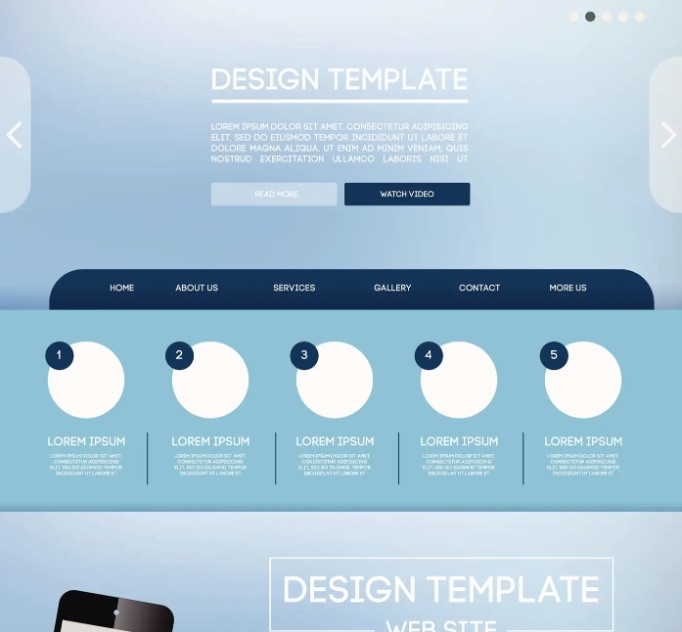 DESIGN TEMPLATE
LOREM IPSUM DOLOR SIT AMET, CONSECTETUR ADIPISICING
ELIT, SED DO EIUSMOD TEMPOR INCIDIDUNT UT LABORE ET
DOLORE MAGNA ALIQUA. UT ENIM AD MINIM VENIAM, QUIS
NOSTRUD EXERCITATION ULLAMCO LABORIS NISI UT
READ MORE WATCH VIDEO
HOME ABOUT US SERVICES GALLERY CONTACT MORE US
1 2 3 4 5
LOREM IPSUM LOREM IPSUM LOREM IPSUM LOREM IPSUM LOREM IPSUM
LOREM IPSUM DOLOR SIT AMET, LOREM IPSUM DOLOR SIT AMET, LOREM IPSUM DOLOR SIT AMET, LOREM IPSUM DOLOR SIT AMET, LOREM IPSUM DOLOR SIT AMET,
CONSECTETUR ADIPISICING CONSECTETUR ADIPISICING CONSECTETUR ADIPISICING CONSECTETUR ADIPISICING CONSECTETUR ADIPISICING
ELIT, SED DO EIUSMOD TEMPOR ELIT, SED DO EIUSMOD TEMPOR ELIT, SED DO EIUSMOD TEMPOR ELIT, SED DO EIUSMOD TEMPOR ELIT, SED DO EIUSMOD TEMPOR
INCIDIDUNT UT LABORE ET INCIDIDUNT UT LABORE ET INCIDIDUNT UT LABORE ET INCIDIDUNT UT LABORE ET INCIDIDUNT UT LABORE ET
DESIGN TEMPLATE
WEB SITE